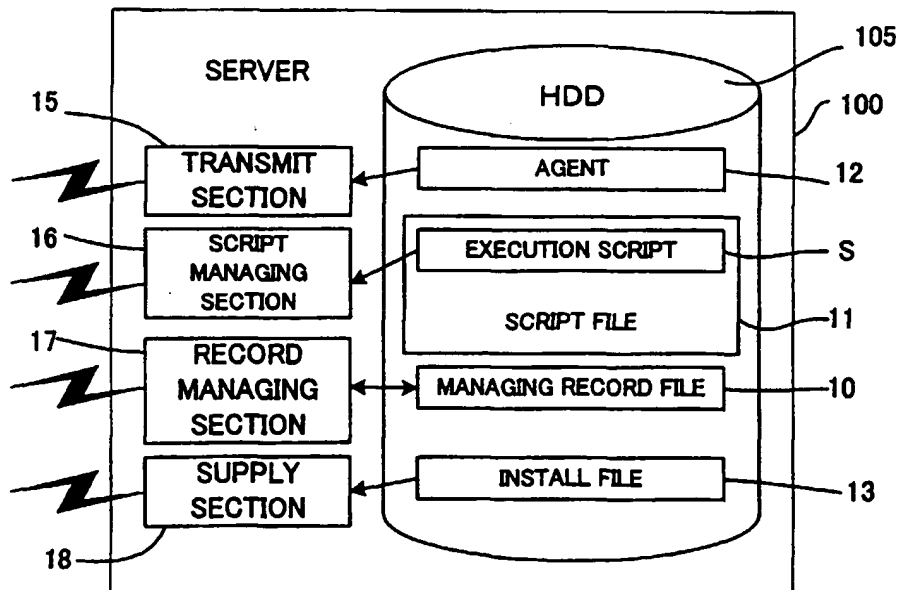 105
SERVER
HDD
100
15
TRANSMIT
SECTION
AGENT
12
16
SCRIPT
MANAGING
SECTION
EXECUTION SCRIPT
S
SCRIPT FILE
11
17
RECORD
MANAGING
SECTION
MANAGING RECORD FILE
10
SUPPLY
SECTION
INSTALL FILE
13
18